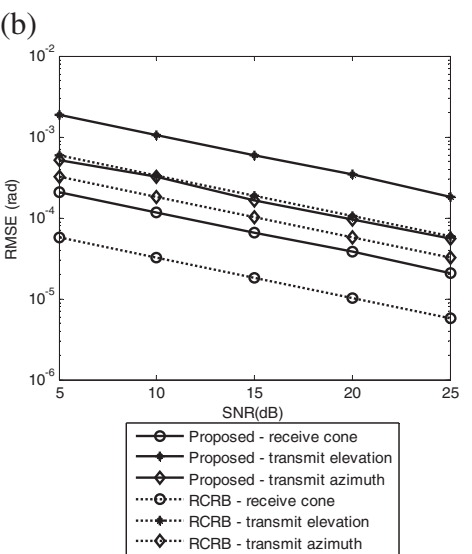 (b)
10^-2
10^-3
10^-4
10^-5
10^-6
RMSE (rad)
5 10 15 20 25
SNR(dB)
Proposed - receive cone
Proposed - transmit elevation
Proposed - transmit azimuth
RCRB - receive cone
RCRB - transmit elevation
RCRB - transmit azimuth